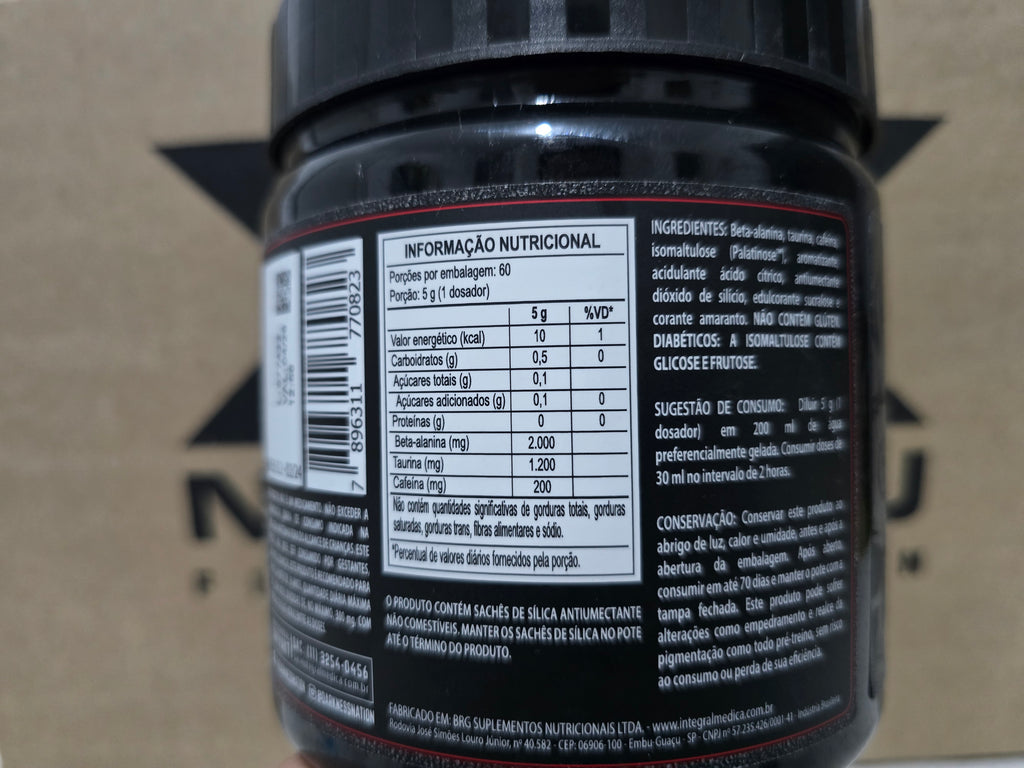 INFORMAÇÃO NUTRICIONAL
Porções por embalagem: 60
Porção: 5 g (1 dosador)
5 g %VD*
Valor energético (kcal) 10 1
Carboidratos (g) 0,5 0
Açúcares totais (g) 0,1
Açúcares adicionados (g) 0,1 0
Proteínas (g) 0 0
Beta-alanina (mg) 2.000
Taurina (mg) 1.200
Cafeína (mg) 200
Não contém quantidades significativas de gorduras totais, gorduras
saturadas, gorduras trans, fibras alimentares e sódio.
*Percentual de valores diários fornecidos pela porção.
O PRODUTO CONTÉM SACHÊS DE SÍLICA ANTIUMECTANTE
NÃO COMESTÍVEIS. MANTER OS SACHÊS DE SÍLICA NO POTE
ATÉ O TÉRMINO DO PRODUTO.
INGREDIENTES: Beta-alanina, taurina, cafeína,
isomaltulose (Palatinose™), aromatizante,
acidulante ácido cítrico, antiumectante
dióxido de silício, edulcorante sucralose e
corante amaranto. NÃO CONTÉM GLÚTEN.
DIABÉTICOS: A ISOMALTULOSE CONTÉM
GLICOSE E FRUTOSE.
SUGESTÃO DE CONSUMO: Diluir 5 g (1
dosador) em 200 ml de água
preferencialmente gelada. Consumir doses de
30 ml no intervalo de 2 horas.
CONSERVAÇÃO: Conservar este produto ao
abrigo de luz, calor e umidade, antes e após a
abertura da embalagem. Após aberto,
consumir em até 70 dias e manter o pote com a
tampa fechada. Este produto pode sofrer
alterações como empedramento e realce da
pigmentação como todo pré-treino, sem risco
ao consumo ou perda de sua eficiência.
FABRICADO EM: BRG SUPLEMENTOS NUTRICIONAIS LTDA. - www.integralmedica.com.br
Rodovia José Simões Louro Júnior, nº 40.582 - CEP: 06906-100 - Embu-Guaçu - SP - CNPJ nº 57.235.426/0001-41 - Indústria Brasileira
7 896311 770823
NÃO EXCEDER A
GESTANTES,
(11) 3254-0456
@DARKNESSNATION